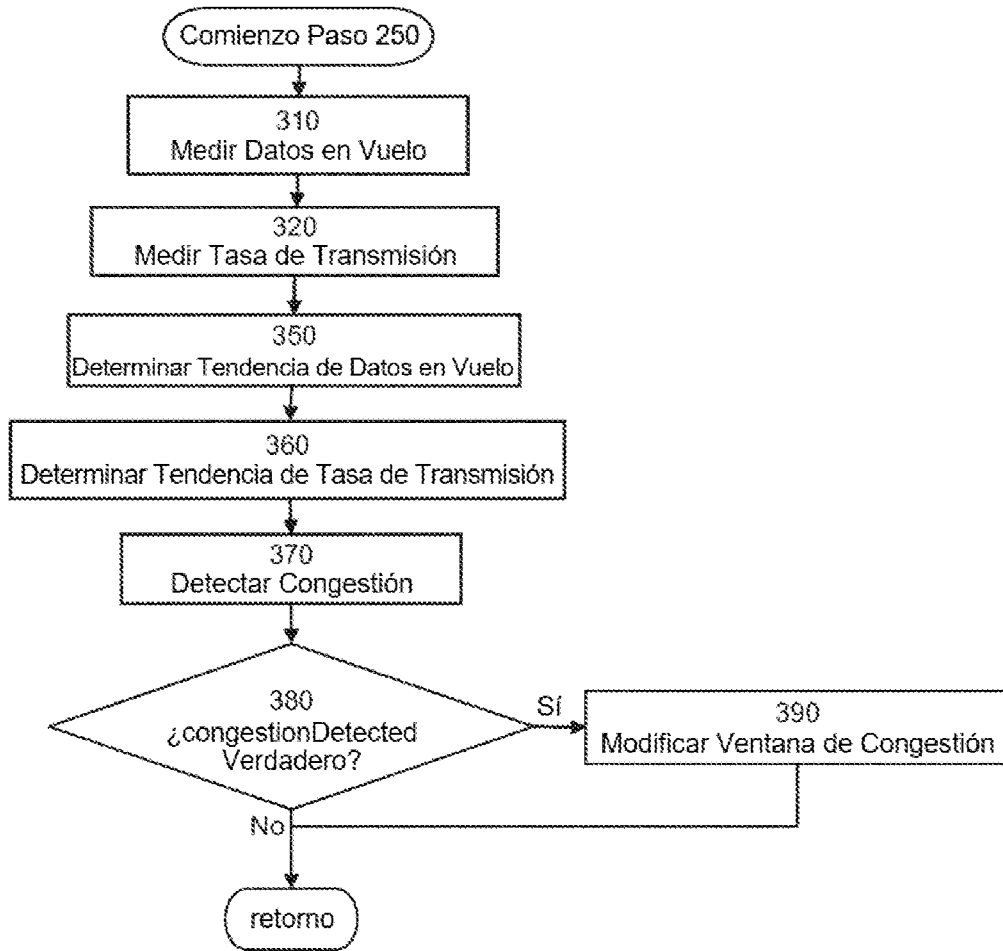 Comienzo Paso 250
310
Medir Datos en Vuelo
320
Medir Tasa de Transmisión
350
Determinar Tendencia de Datos en Vuelo
360
Determinar Tendencia de Tasa de Transmisión
370
Detectar Congestión
380
¿congestionDetected
Verdadero?
Sí
390
Modificar Ventana de Congestión
No
retorno